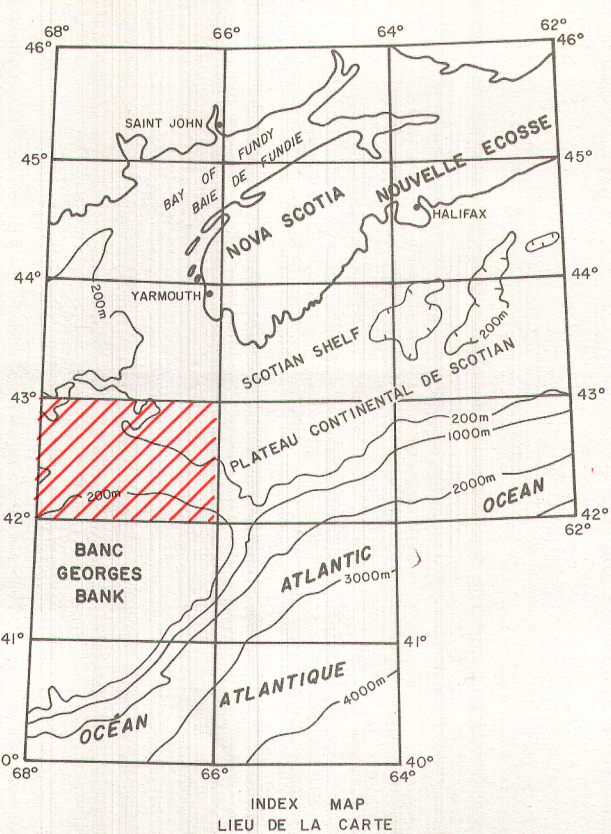 68°
66°
64°
62°
46°
46°
SAINT JOHN
BAY OF FUNDY
BAIE DE FUNDIE
45°
45°
NOVA SCOTIA
NOUVELLE ECOSSE
HALIFAX
44°
44°
200m
YARMOUTH
200m
SCOTIAN SHELF
PLATEAU CONTINENTAL DE SCOTIAN
43°
43°
200m
1000m
2000m
200m
OCEAN
42°
42°
62°
BANC
GEORGES
BANK
ATLANTIC
3000m
41°
41°
ATLANTIQUE
4000m
OCÉAN
0°
40°
68°
66°
64°
INDEX MAP
LIEU DE LA CARTE